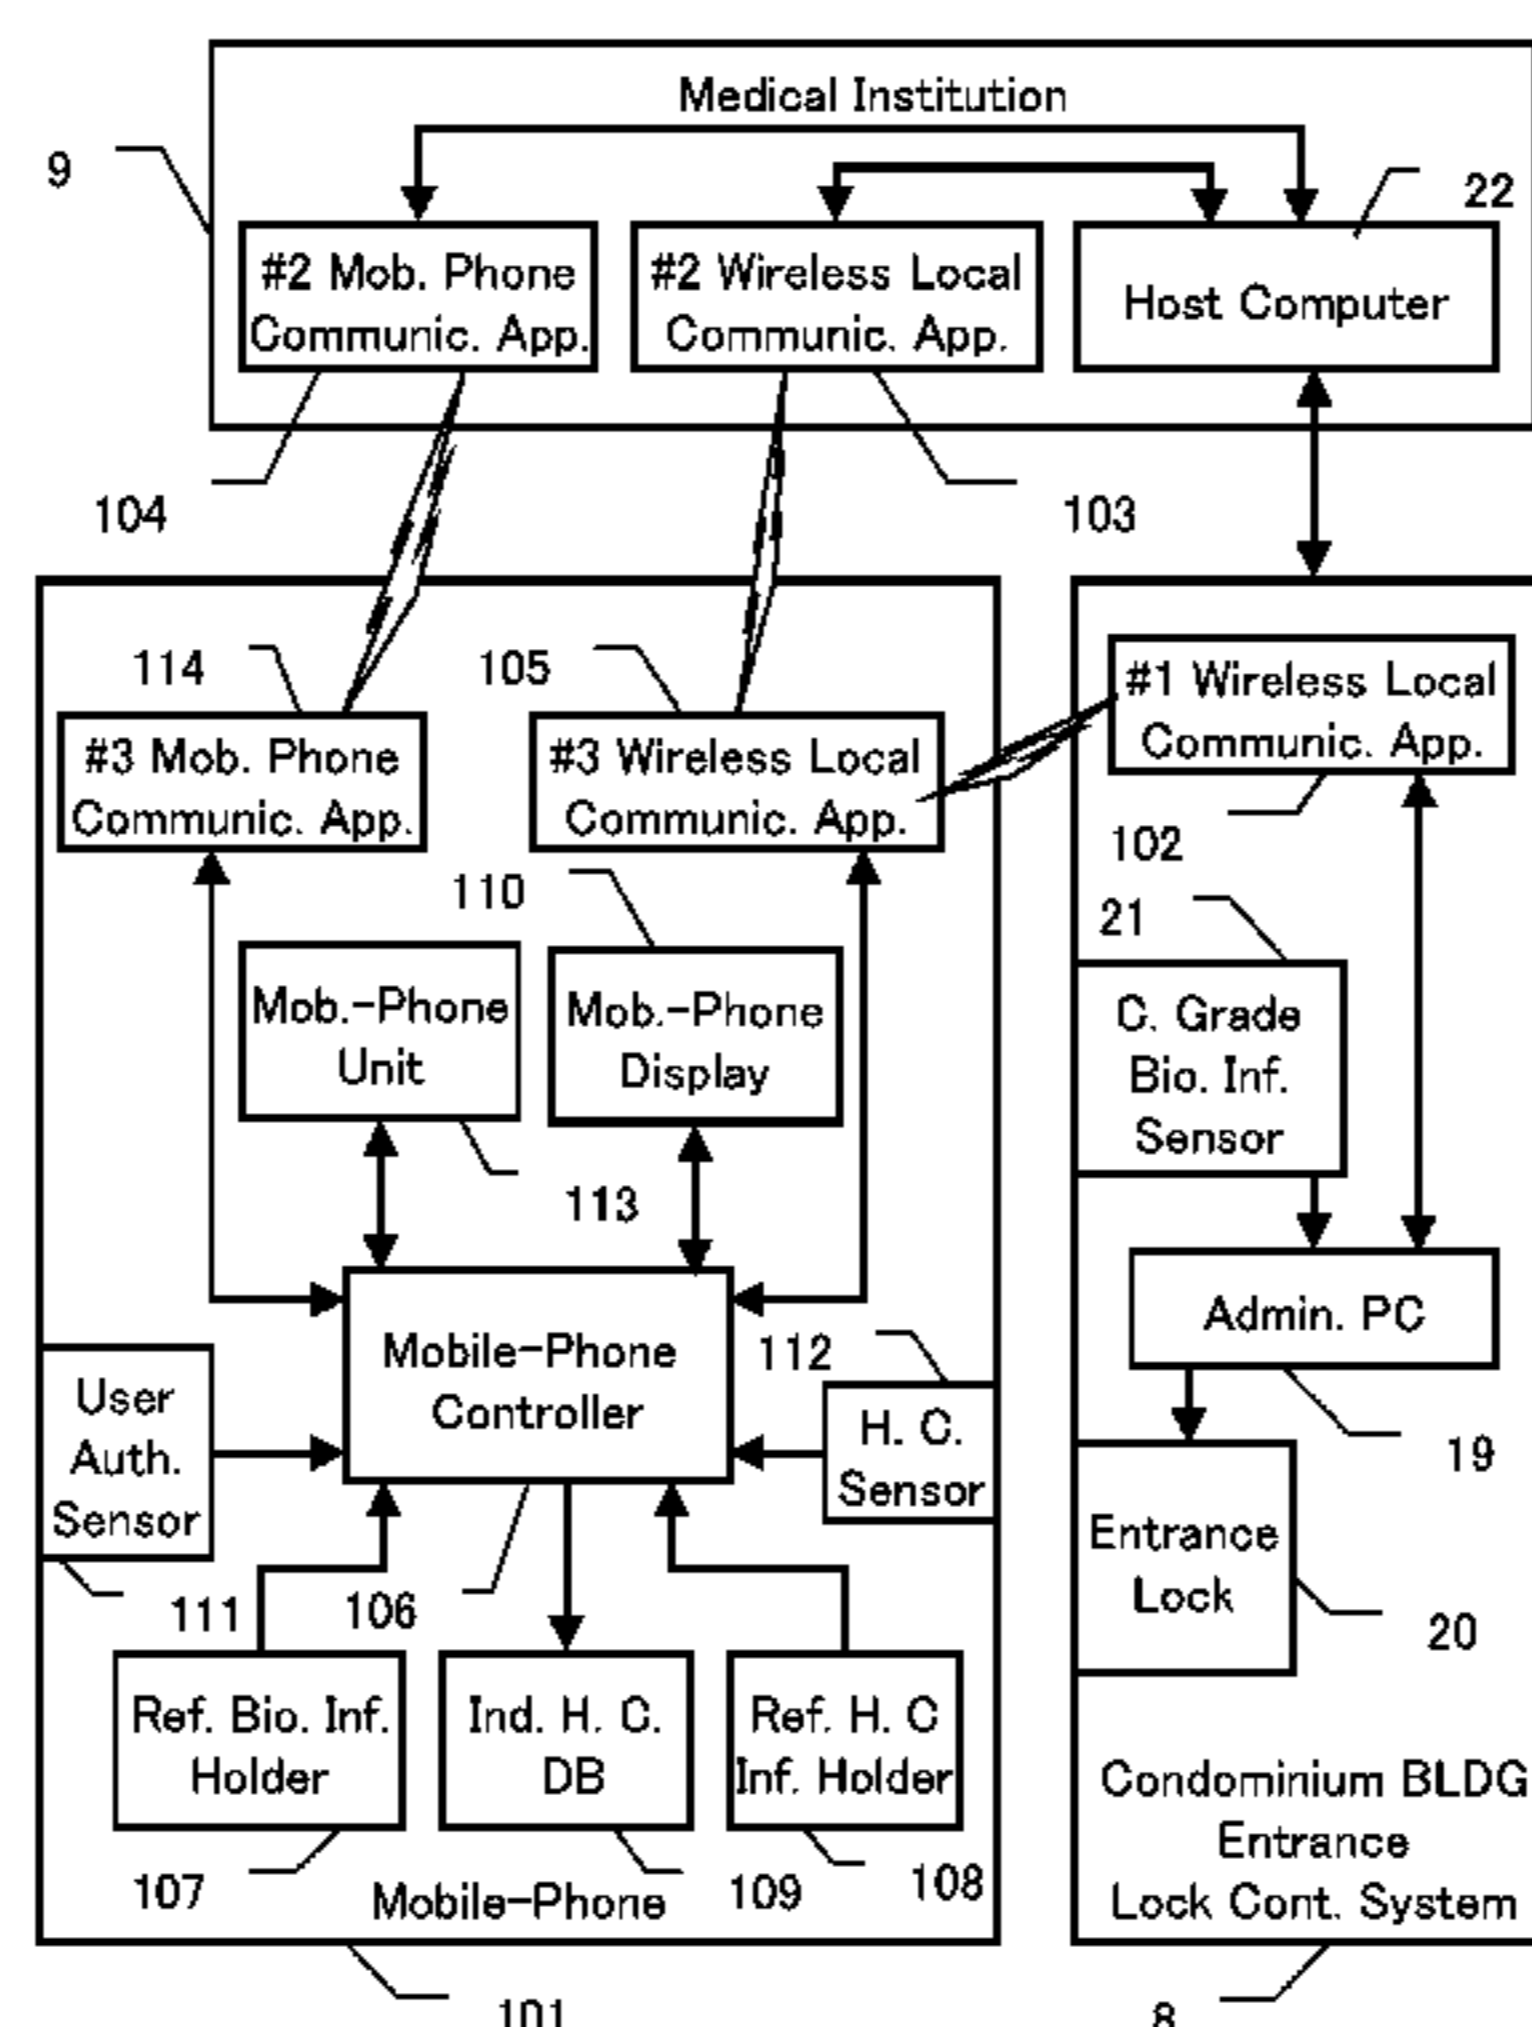 Medical Institution
9
22
#2 Mob. Phone
Communic. App.
#2 Wireless Local
Communic. App.
Host Computer
104
103
114
105
#1 Wireless Local
Communic. App.
#3 Mob. Phone
Communic. App.
#3 Wireless Local
Communic. App.
102
110
21
Mob.-Phone
Unit
Mob.-Phone
Display
C. Grade
Bio. Inf.
Sensor
113
Admin. PC
Mobile-Phone
Controller
112
User
Auth.
Sensor
H. C.
Sensor
19
Entrance
Lock
111
106
20
Ref. Bio. Inf.
Holder
Ind. H. C.
DB
Ref. H. C
Inf. Holder
Condominium BLDG
Entrance
Lock Cont. System
107
109
108
Mobile-Phone
101
8